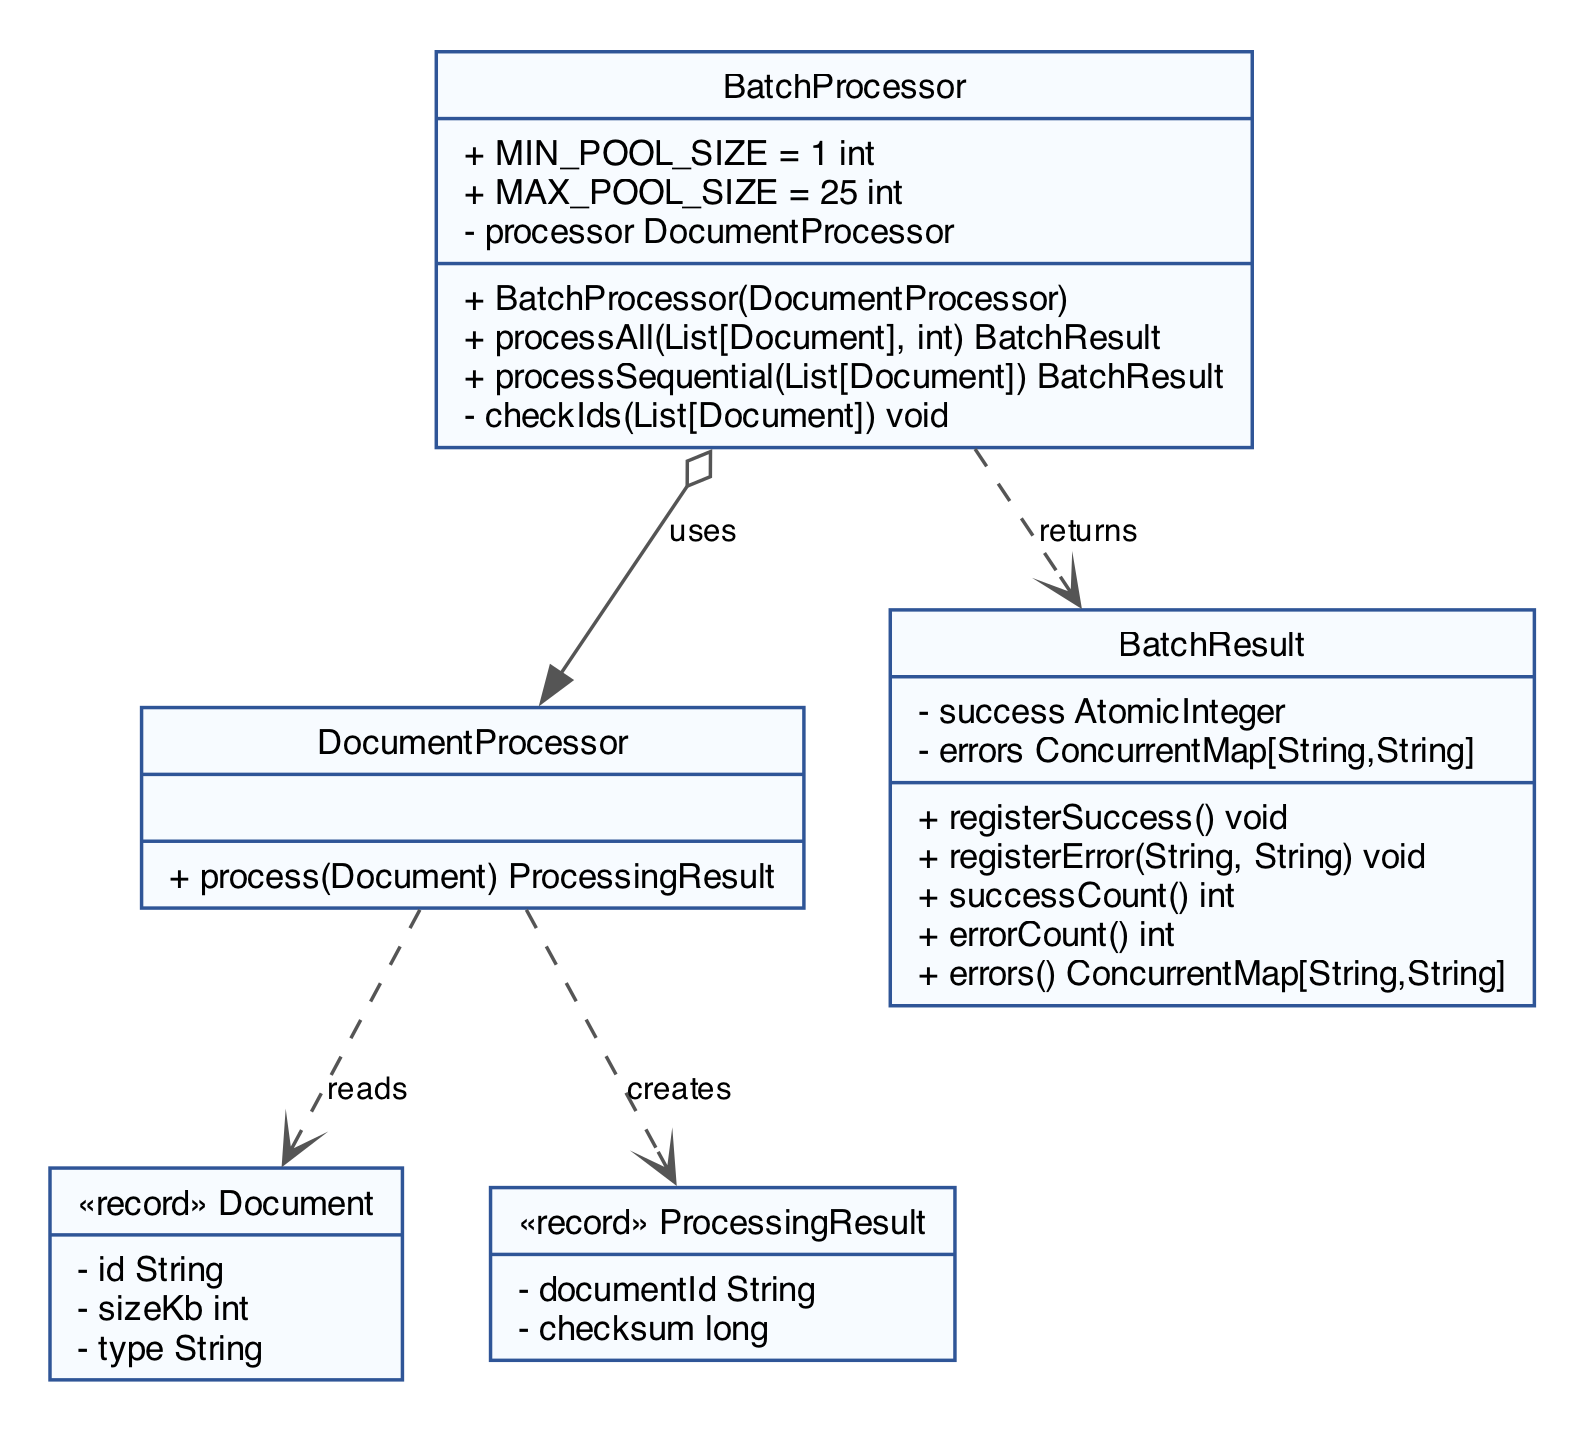 BatchProcessor
+ MIN_POOL_SIZE = 1 int
+ MAX_POOL_SIZE = 25 int
- processor DocumentProcessor
+ BatchProcessor(DocumentProcessor)
+ processAll(List[Document], int) BatchResult
+ processSequential(List[Document]) BatchResult
- checkIds(List[Document]) void
uses
returns
BatchResult
- success AtomicInteger
- errors ConcurrentMap[String,String]
+ registerSuccess() void
+ registerError(String, String) void
+ successCount() int
+ errorCount() int
+ errors() ConcurrentMap[String,String]
DocumentProcessor
+ process(Document) ProcessingResult
reads
creates
«record» Document
- id String
- sizeKb int
- type String
«record» ProcessingResult
- documentId String
- checksum long